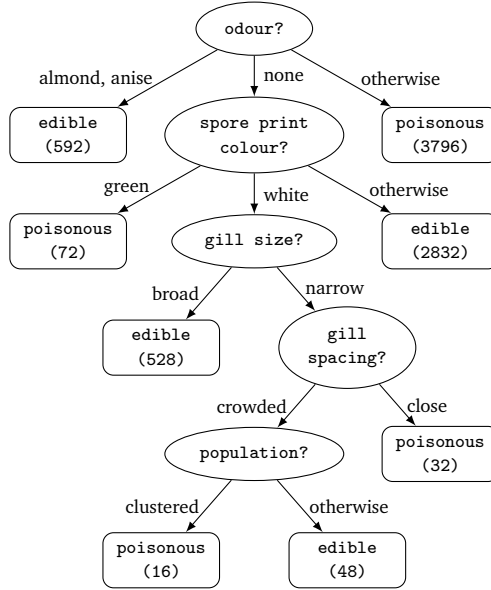 odour?
almond, anise
none
otherwise
edible
(592)
spore print
colour?
poisonous
(3796)
green
white
otherwise
poisonous
(72)
gill size?
edible
(2832)
broad
narrow
edible
(528)
gill
spacing?
crowded
close
population?
poisonous
(32)
clustered
otherwise
poisonous
(16)
edible
(48)